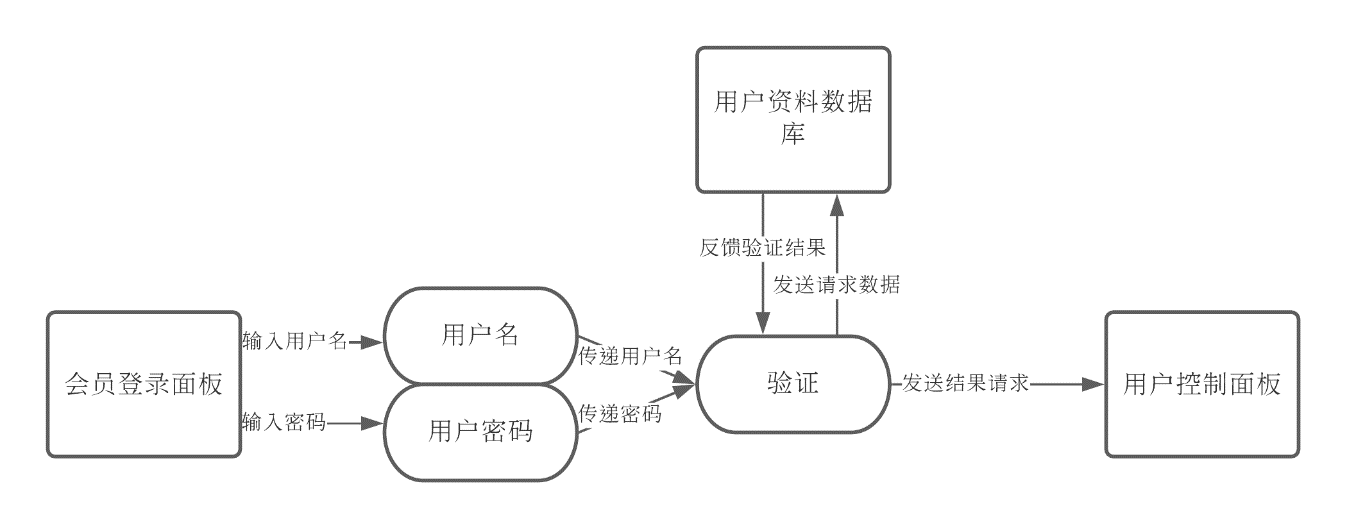 用户资料数据
库
反馈验证结果
发送请求数据
输入用户名
用户名
传递用户名
会员登录面板
验证
发送结果请求
用户控制面板
输入密码
用户密码
传递密码